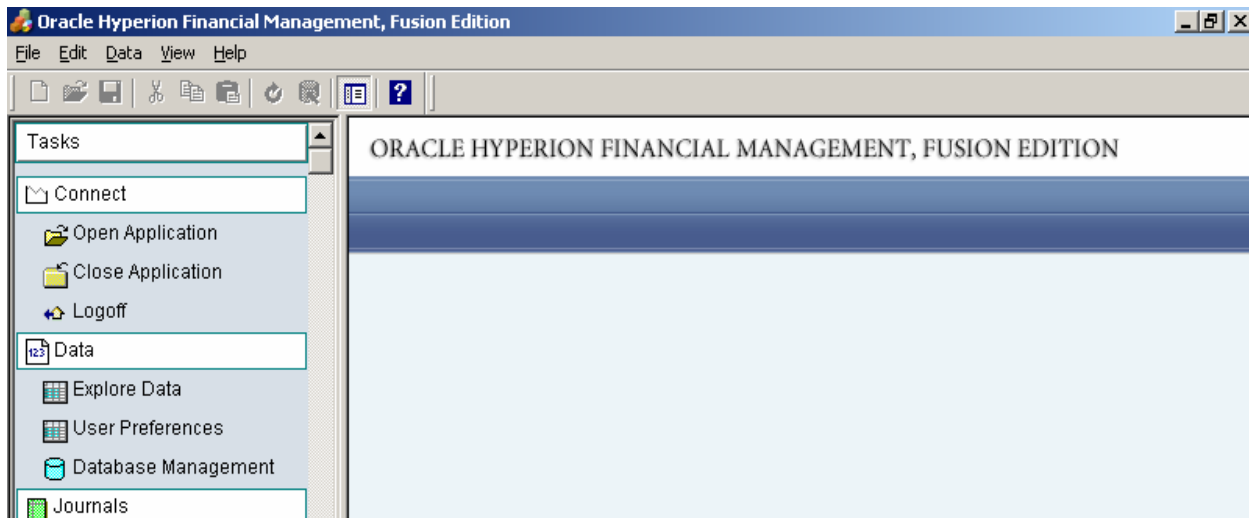 Oracle Hyperion Financial Management, Fusion Edition
File Edit Data View Help
Tasks
ORACLE HYPERION FINANCIAL MANAGEMENT, FUSION EDITION
Connect
Open Application
Close Application
Logoff
123 Data
Explore Data
User Preferences
Database Management
Journals